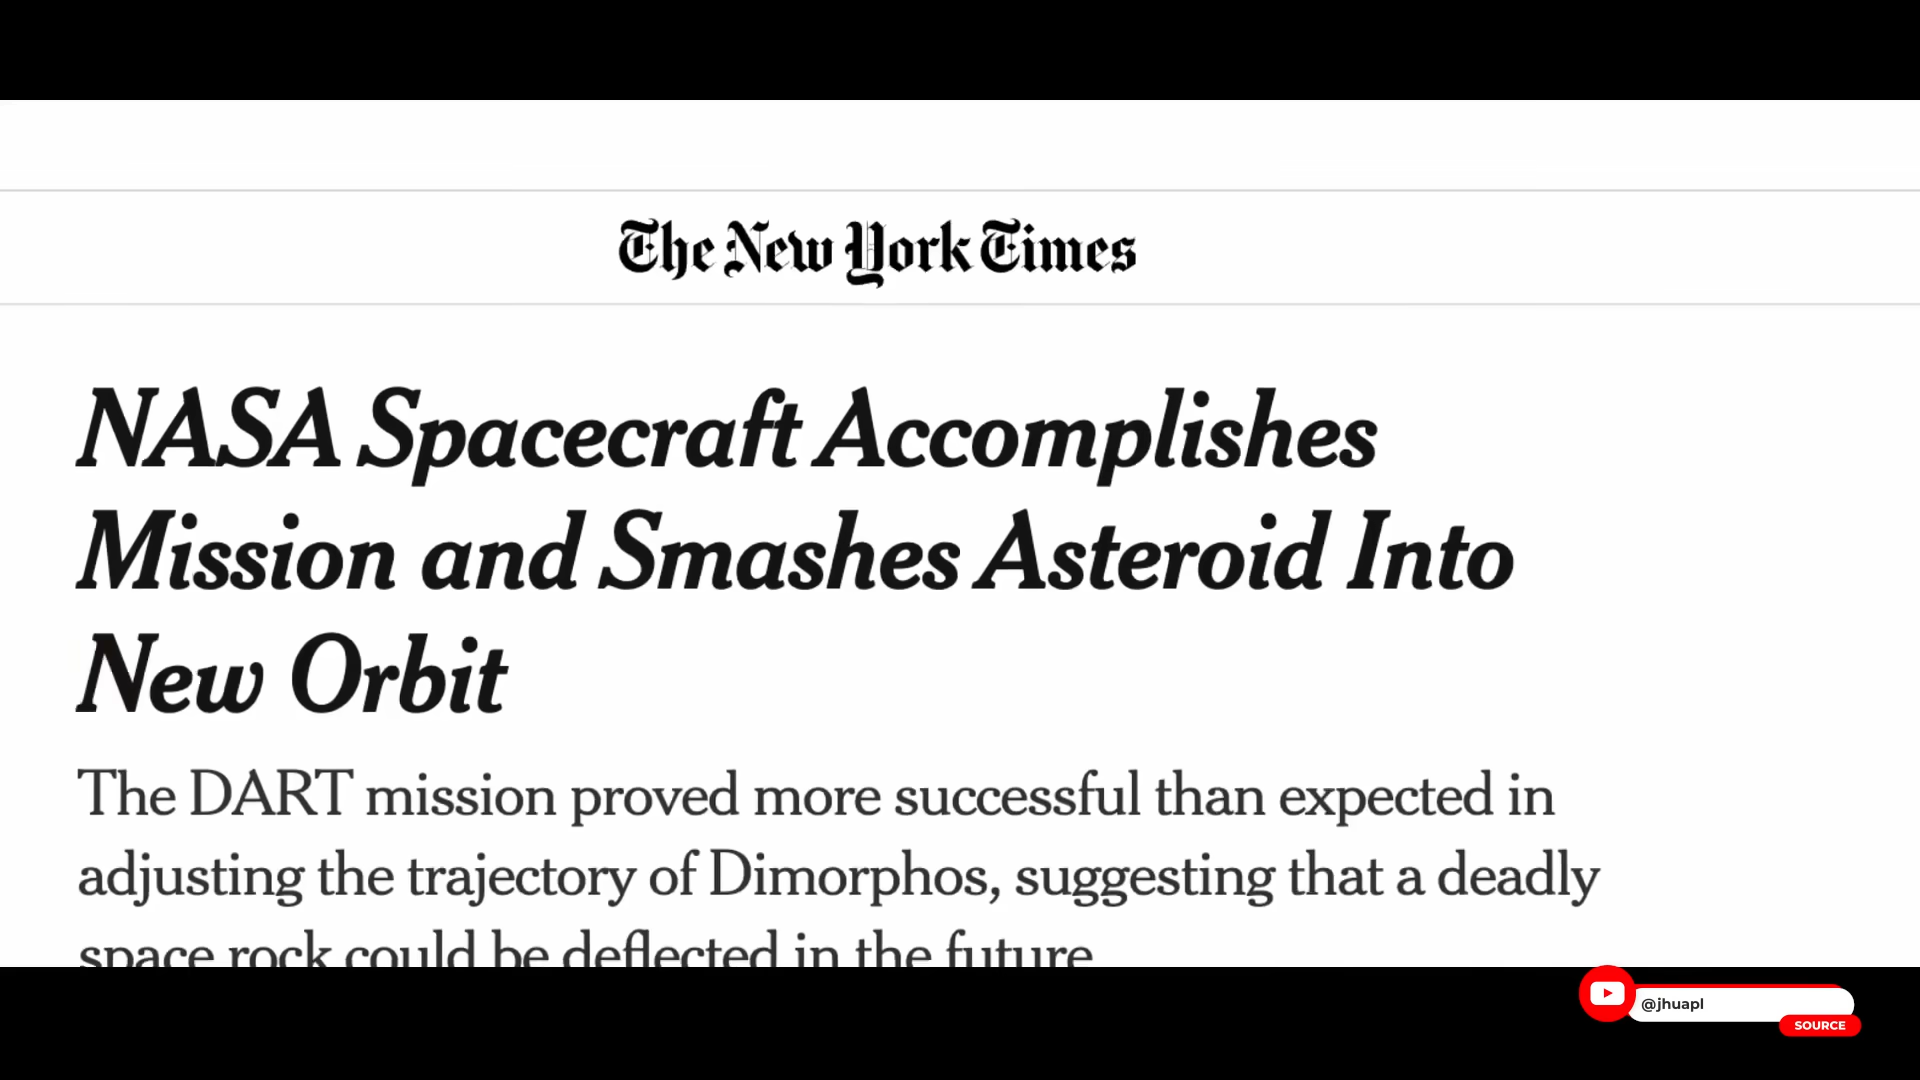 The New York Times
NASA Spacecraft Accomplishes
Mission and Smashes Asteroid Into
New Orbit
The DART mission proved more successful than expected in
adjusting the trajectory of Dimorphos, suggesting that a deadly
space rock could be deflected in the future
@jhuapl
SOURCE